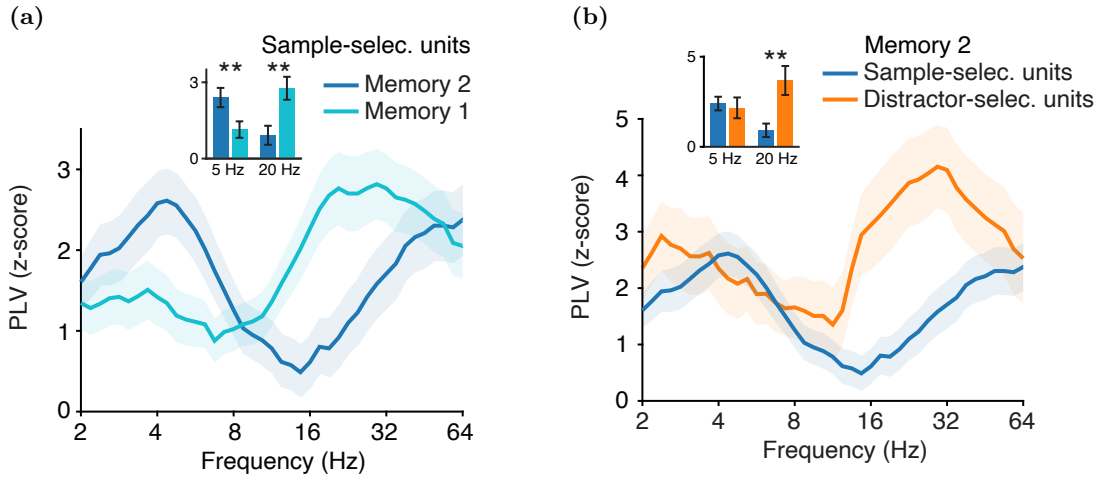 (a)
Sample-selec. units
** **
Memory 2
Memory 1
3
0
5 Hz 20 Hz
PLV (z-score)
3
2
1
0
2 4 8 16 32 64
Frequency (Hz)
(b)
Memory 2
**
Sample-selec. units
Distractor-selec. units
5
0
5 Hz 20 Hz
PLV (z-score)
5
4
3
2
1
0
2 4 8 16 32 64
Frequency (Hz)